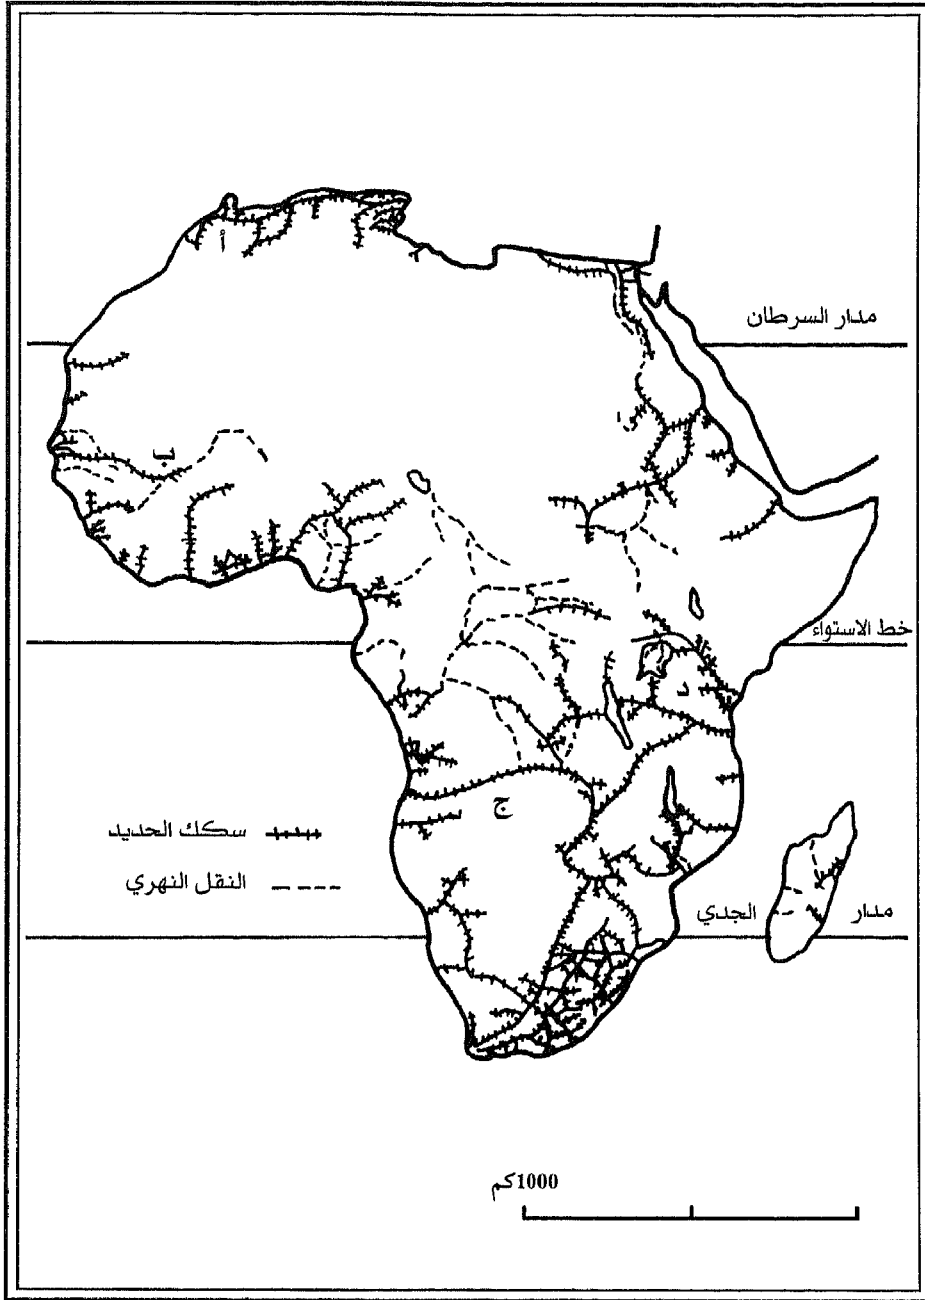 أ
مدار السرطان
ب
خط الاستواء
د
ج
سكك الحديد
النقل النهري
مدار الجدي
1000كم